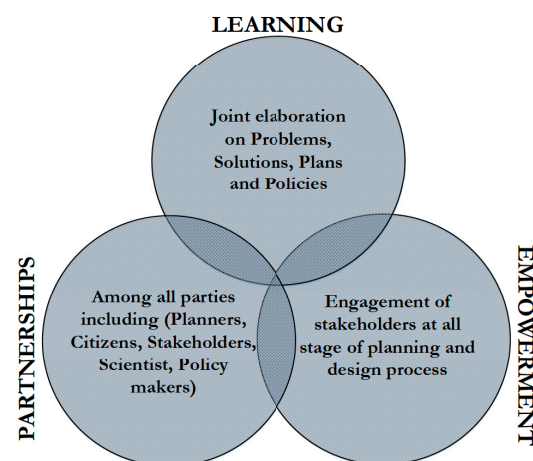 LEARNING
Joint elaboration
on Problems,
Solutions, Plans
and Policies
PARTNERSHIPS
Among all parties
including (Planners,
Citizens, Stakeholders,
Scientist, Policy
makers)
Engagement of
stakeholders at all
stage of planning and
design process
EMPOWERMENT